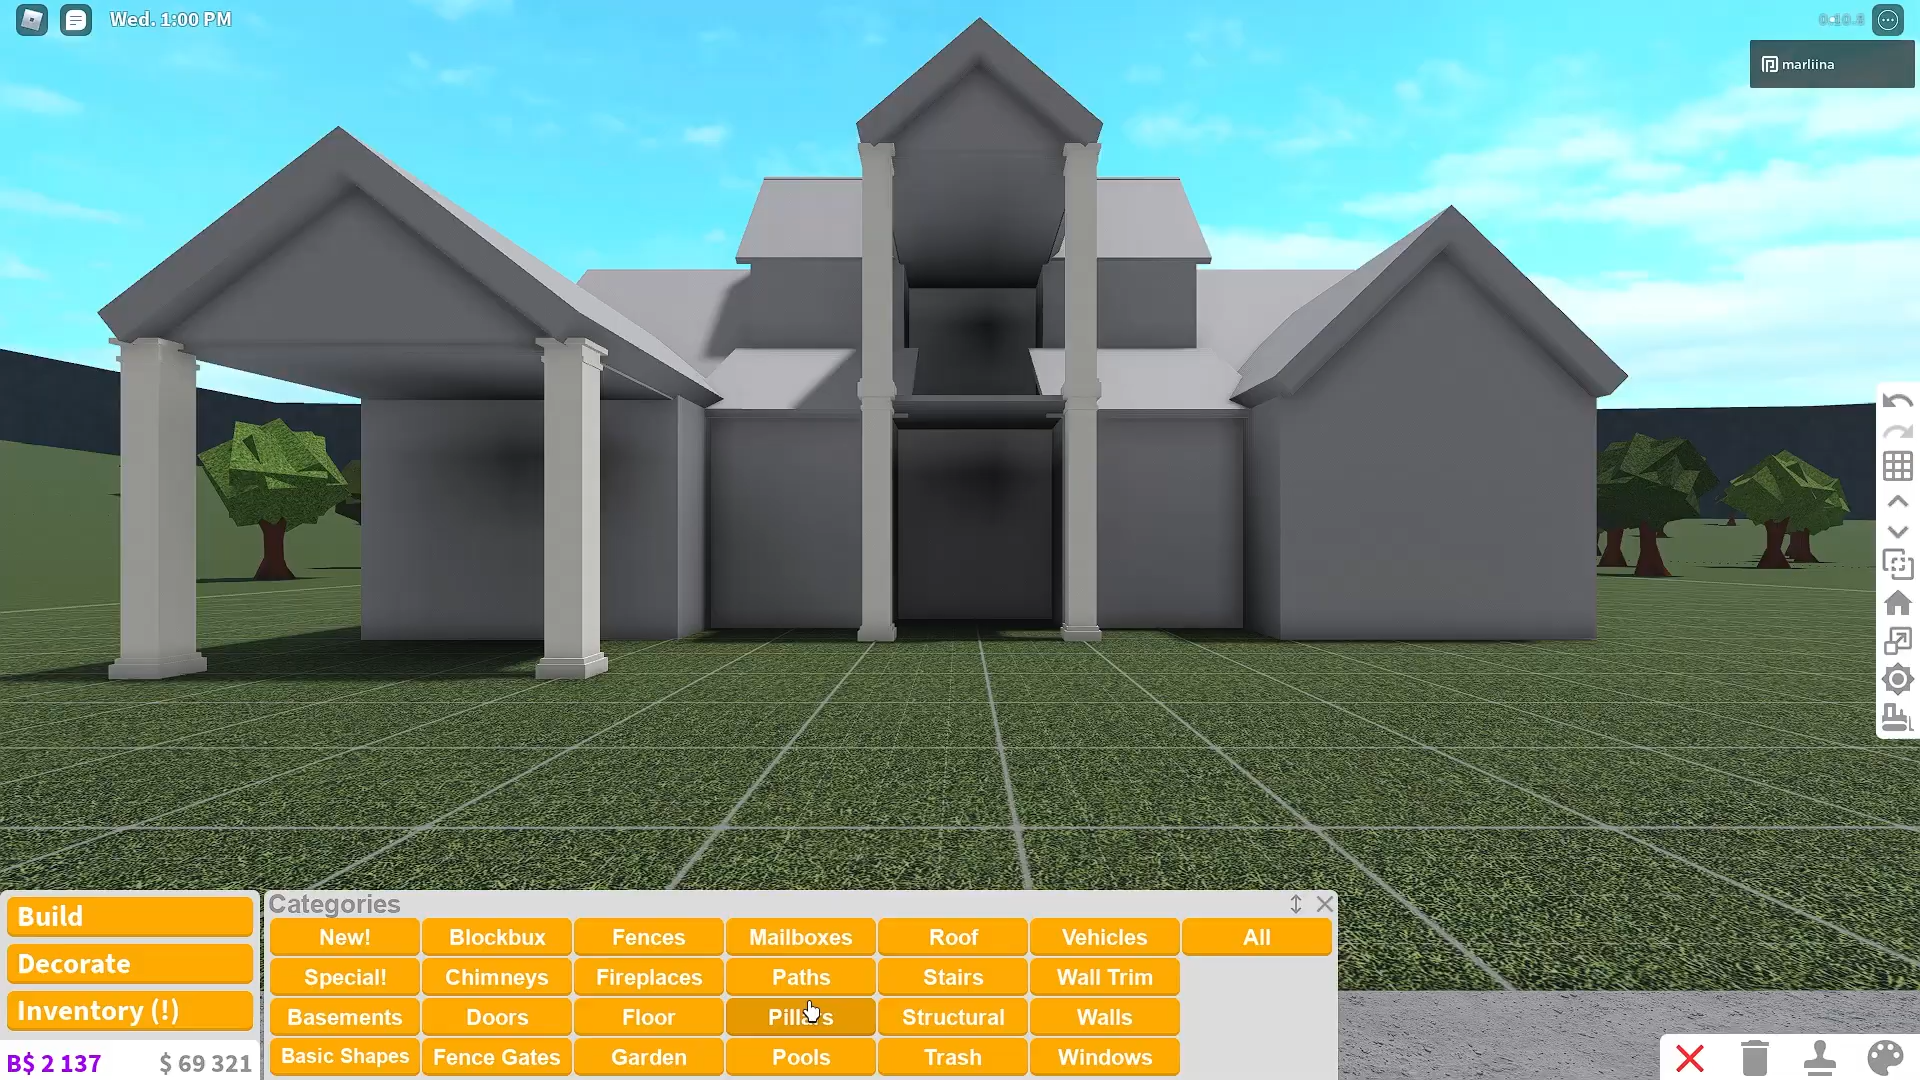 Wed. 1:00 PM
marliina
Build
Decorate
Inventory (!)
B$ 2 137
$ 69 321
Categories
New!
Blockbux
Fences
Mailboxes
Roof
Vehicles
All
Special!
Chimneys
Fireplaces
Paths
Stairs
Wall Trim
Basements
Doors
Floor
Pillars
Structural
Walls
Basic Shapes
Fence Gates
Garden
Pools
Trash
Windows